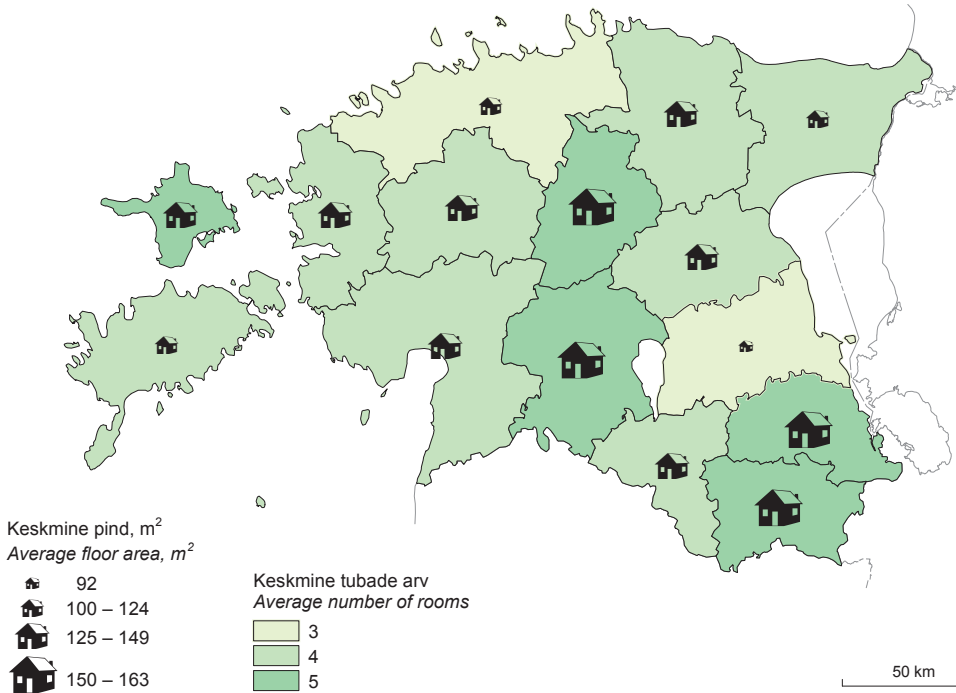 Keskmine pind, m²
Average floor area, m²
92
100 – 124
125 – 149
150 – 163
Keskmine tubade arv
Average number of rooms
3
4
5
50 km